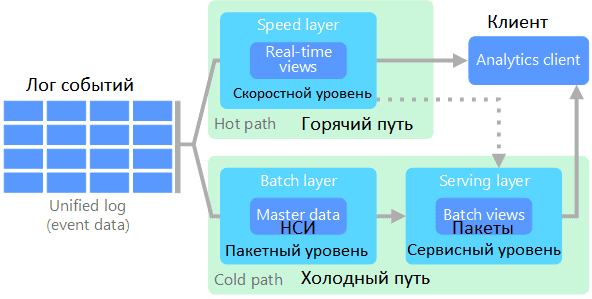 Лог событий
Unified log
(event data)
Speed layer
Real-time
views
Скоростной уровень
Hot path
Горячий путь
Клиент
Analytics client
Batch layer
Master data
НСИ
Пакетный уровень
Serving layer
Batch views
Пакеты
Сервисный уровень
Cold path
Холодный путь